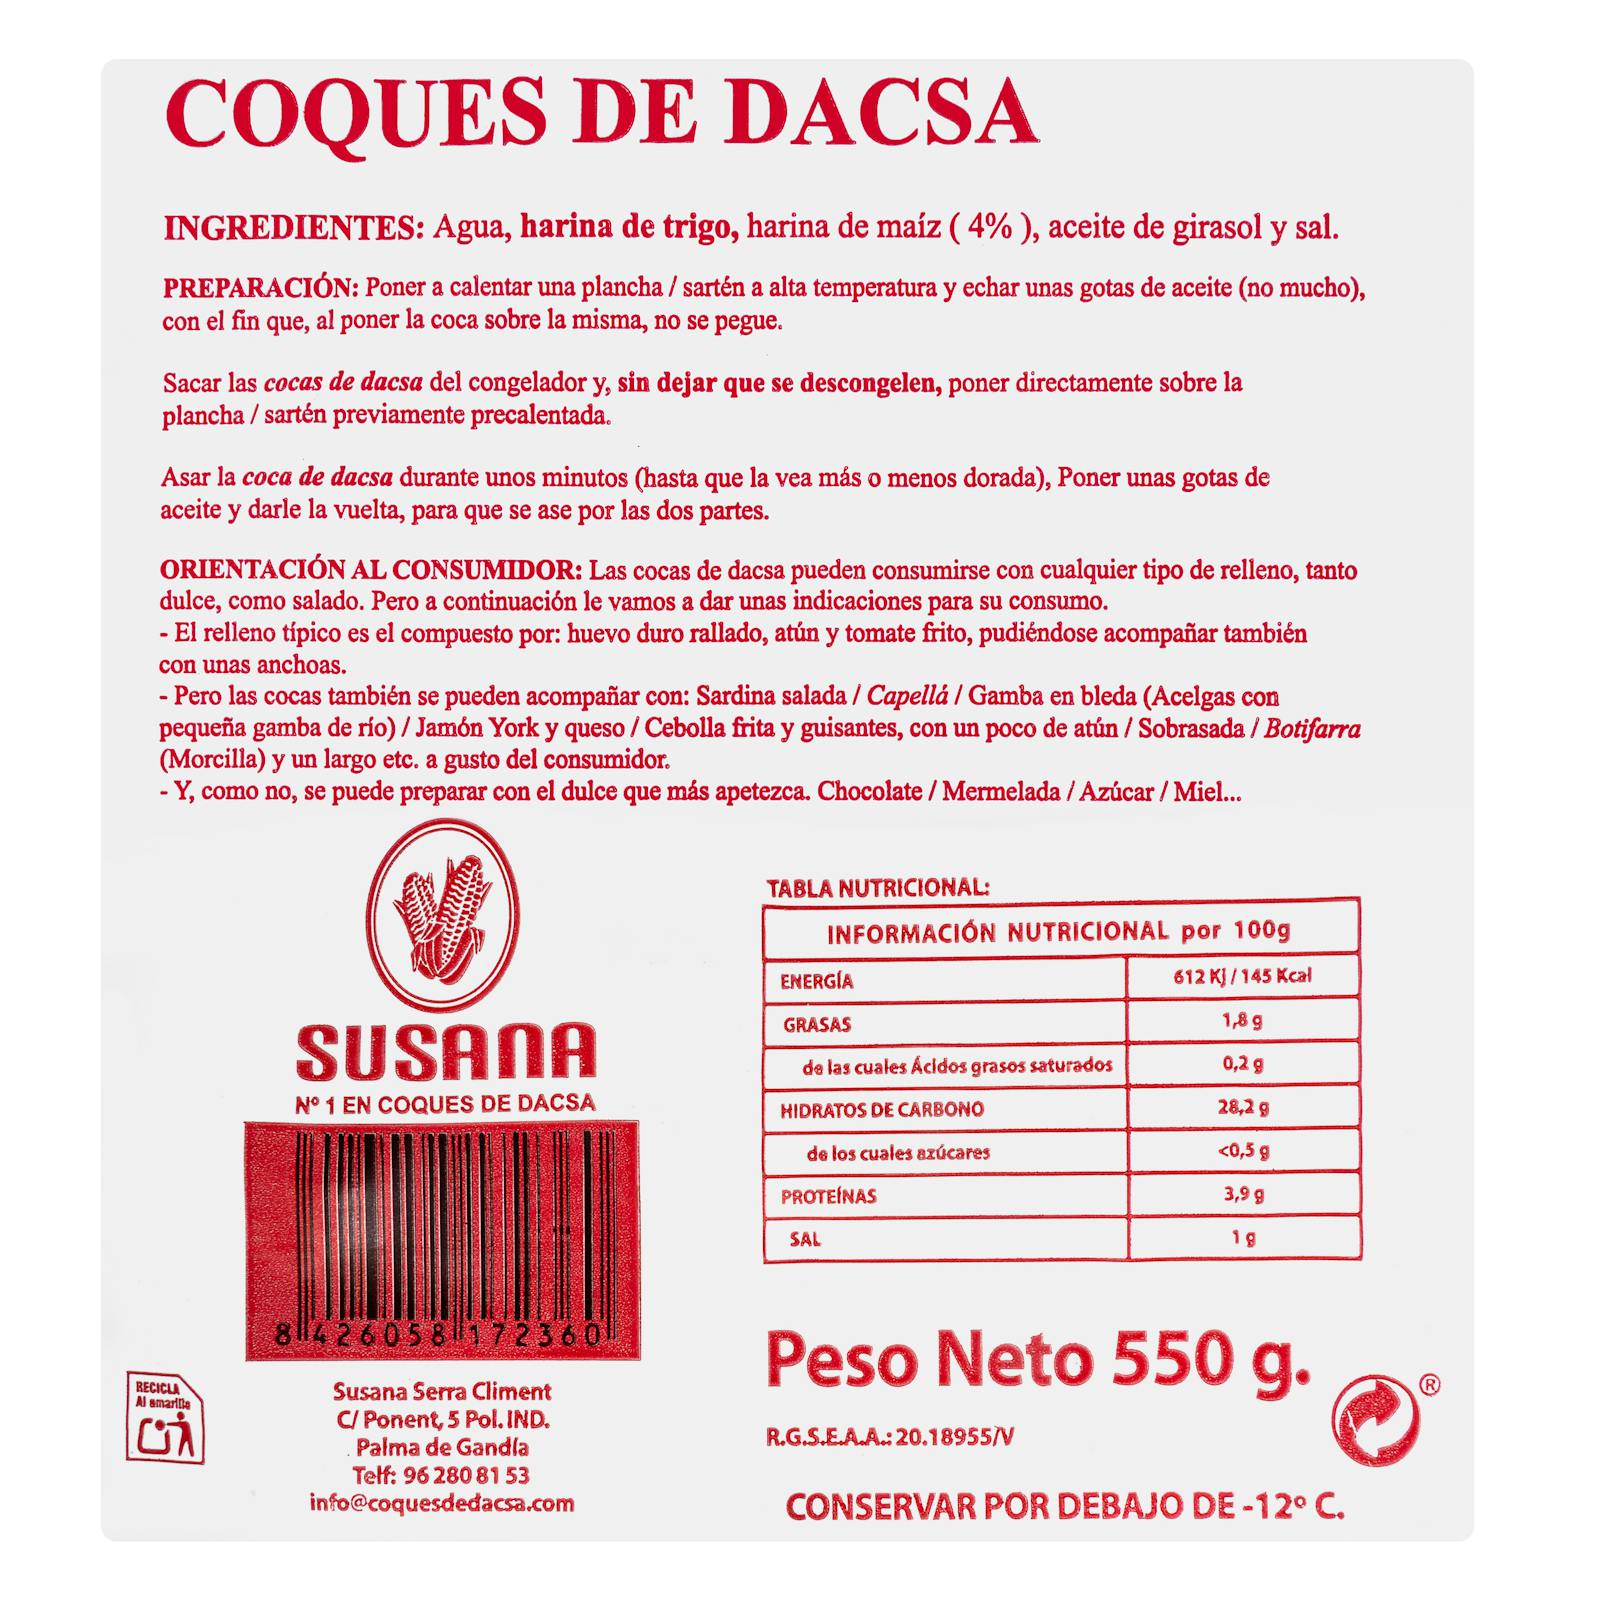 COQUES DE DACSA
INGREDIENTES: Agua, harina de trigo, harina de maíz ( 4% ), aceite de girasol y sal.
PREPARACIÓN: Poner a calentar una plancha / sartén a alta temperatura y echar unas gotas de aceite (no mucho),
con el fin que, al poner la coca sobre la misma, no se pegue.
Sacar las cocas de dacsa del congelador y, sin dejar que se descongelen, poner directamente sobre la
plancha / sartén previamente precalentada.
Asar la coca de dacsa durante unos minutos (hasta que la vea más o menos dorada), Poner unas gotas de
aceite y darle la vuelta, para que se ase por las dos partes.
ORIENTACIÓN AL CONSUMIDOR: Las cocas de dacsa pueden consumirse con cualquier tipo de relleno, tanto
dulce, como salado. Pero a continuación le vamos a dar unas indicaciones para su consumo.
- El relleno típico es el compuesto por: huevo duro rallado, atún y tomate frito, pudiéndose acompañar también
con unas anchoas.
- Pero las cocas también se pueden acompañar con: Sardina salada / Capellá / Gamba en bleda (Acelgas con
pequeña gamba de río) / Jamón York y queso / Cebolla frita y guisantes, con un poco de atún / Sobrasada / Botifarra
(Morcilla) y un largo etc. a gusto del consumidor.
- Y, como no, se puede preparar con el dulce que más apetezca. Chocolate / Mermelada / Azúcar / Miel...
SUSANA
Nº 1 EN COQUES DE DACSA
8 426058 172360
RECICLA
Al amarillo
Susana Serra Climent
C/ Ponent, 5 Pol. IND.
Palma de Gandía
Telf: 96 280 81 53
info@coquesdedacsa.com
TABLA NUTRICIONAL:
INFORMACIÓN NUTRICIONAL por 100g
ENERGÍA 612 Kj / 145 Kcal
GRASAS 1,8 g
de las cuales Ácidos grasos saturados 0,2 g
HIDRATOS DE CARBONO 28,2 g
de los cuales azúcares <0,5 g
PROTEÍNAS 3,9 g
SAL 1 g
Peso Neto 550 g.
®
R.G.S.E.A.A.: 20.18955/V
CONSERVAR POR DEBAJO DE -12º C.